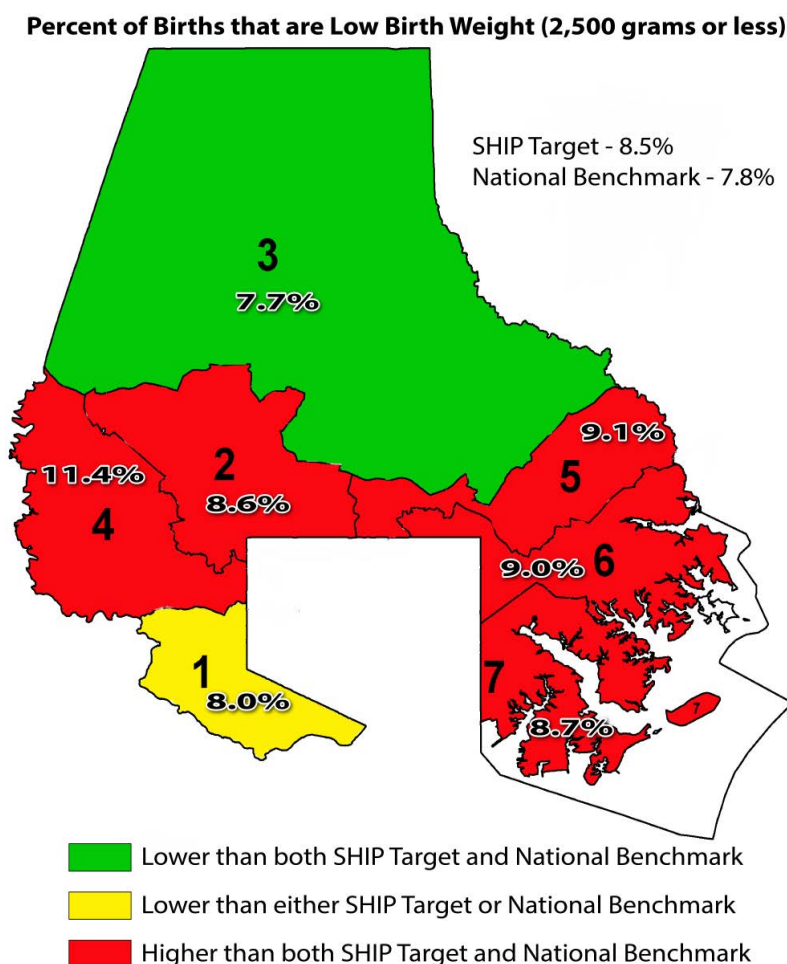 Percent of Births that are Low Birth Weight (2,500 grams or less)
SHIP Target - 8.5%
National Benchmark - 7.8%
3
7.7%
9.1%
5
2
8.6%
11.4%
4
9.0%
6
1
8.0%
7
8.7%
7
Lower than both SHIP Target and National Benchmark
Lower than either SHIP Target or National Benchmark
Higher than both SHIP Target and National Benchmark